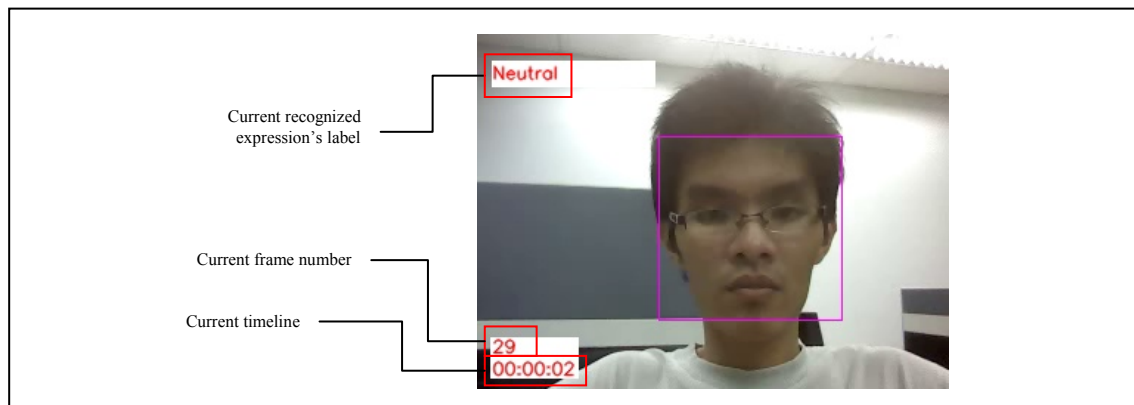 Neutral
Current recognized
expression's label
Current frame number
Current timeline
29
00:00:02